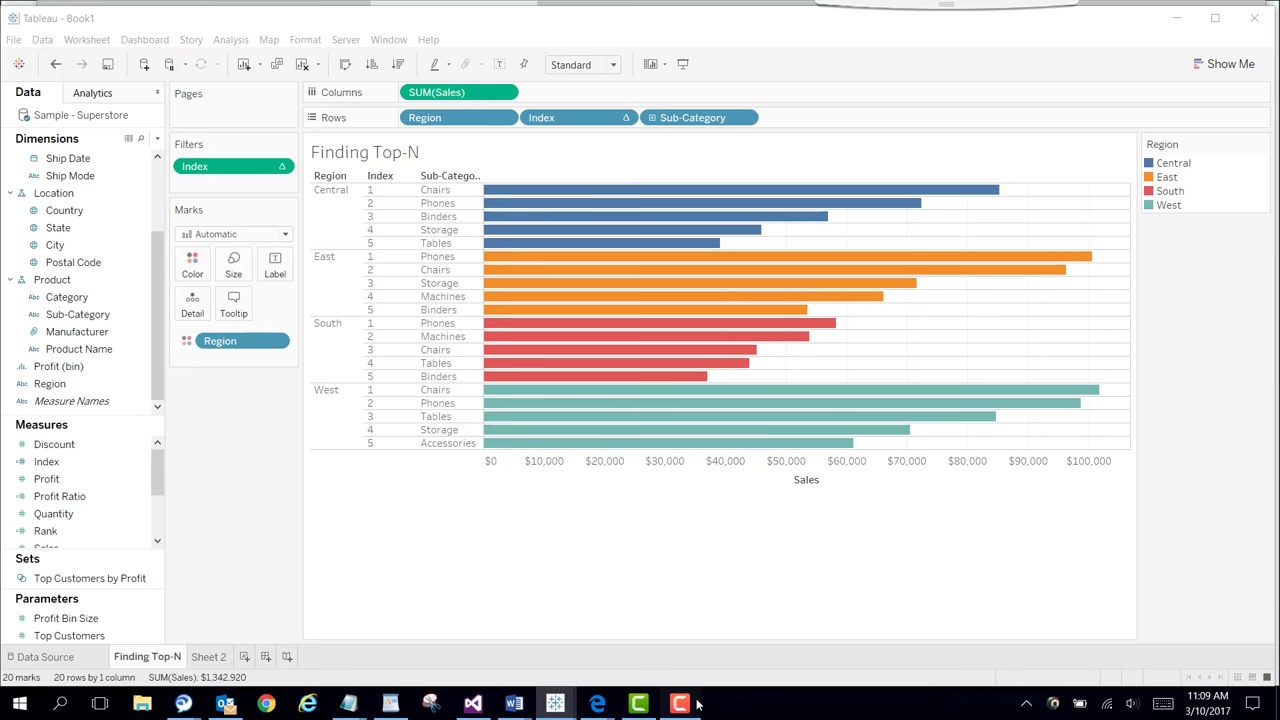 Tableau - Book1
File Data Worksheet Dashboard Story Analysis Map Format Server Window Help
Standard Show Me
Data Analytics
Sample - Superstore
Dimensions
Ship Date
Ship Mode
Location
Country
State
City
Postal Code
Product
Abc Category
Abc Sub-Category
Manufacturer
Abc Product Name
Profit (bin)
Abc Region
Abc Measure Names
Measures
Discount
Index
Profit
Profit Ratio
Quantity
Rank
Sales
Sets
Top Customers by Profit
Parameters
Profit Bin Size
Top Customers
Pages
Filters
Index
Marks
Automatic
Color Size Label
Detail Tooltip
Region
Columns SUM(Sales)
Rows Region Index Sub-Category
Finding Top-N
Region Index Sub-Catego..
Central 1 Chairs
2 Phones
3 Binders
4 Storage
5 Tables
East 1 Phones
2 Chairs
3 Storage
4 Machines
5 Binders
South 1 Phones
2 Machines
3 Chairs
4 Tables
5 Binders
West 1 Chairs
2 Phones
3 Tables
4 Storage
5 Accessories
$0 $10,000 $20,000 $30,000 $40,000 $50,000 $60,000 $70,000 $80,000 $90,000 $100,000
Sales
Region
Central
East
South
West
Data Source Finding Top-N Sheet 2
20 marks 20 rows by 1 column SUM(Sales): $1.342.920
11:09 AM
3/10/2017